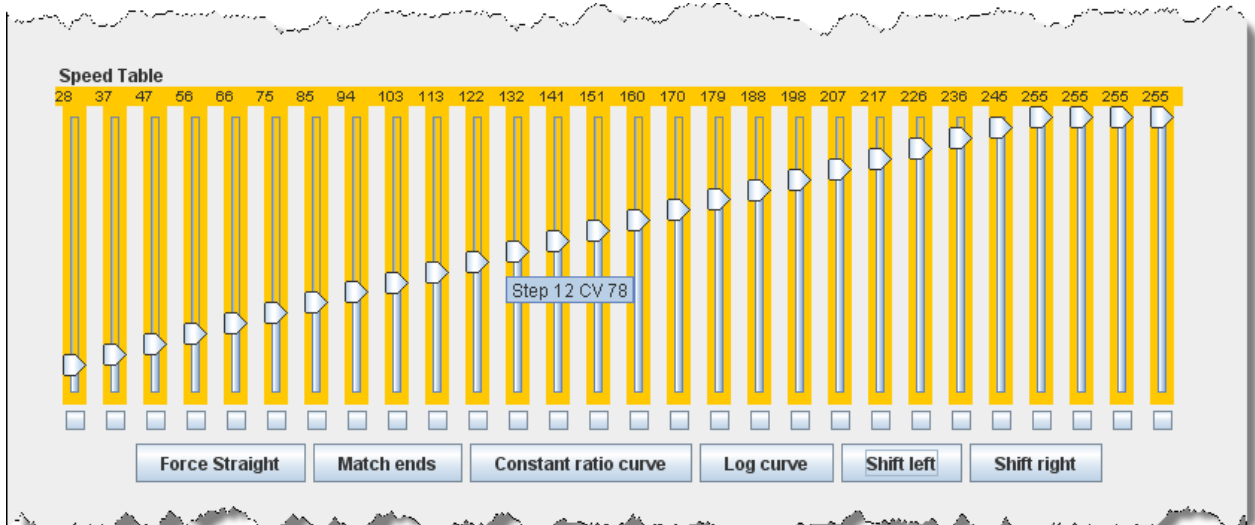 Speed Table
28 37 47 56 66 75 85 94 103 113 122 132 141 151 160 170 179 188 198 207 217 226 236 245 255 255 255 255
Step 12 CV 78
Force Straight Match ends Constant ratio curve Log curve Shift left Shift right